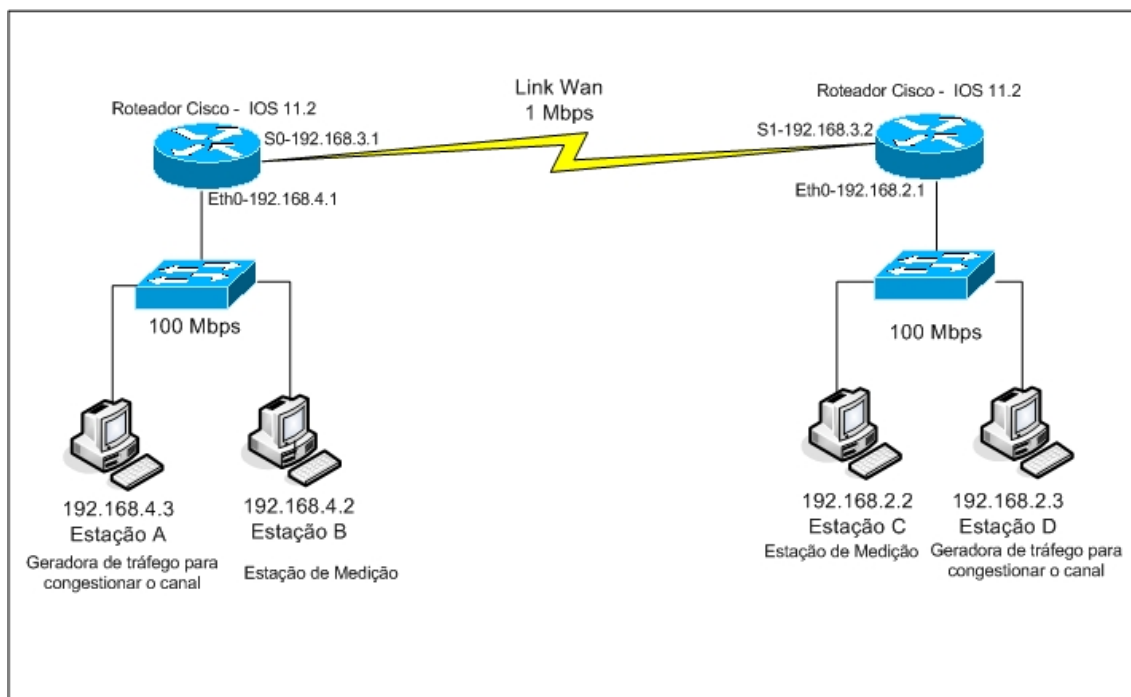 Link Wan
1 Mbps
Roteador Cisco - IOS 11.2
S0-192.168.3.1
Eth0-192.168.4.1
Roteador Cisco - IOS 11.2
S1-192.168.3.2
Eth0-192.168.2.1
100 Mbps
100 Mbps
192.168.4.3
Estação A
Geradora de tráfego para
congestionar o canal
192.168.4.2
Estação B
Estação de Medição
192.168.2.2
Estação C
Estação de Medição
192.168.2.3
Estação D
Geradora de tráfego para
congestionar o canal